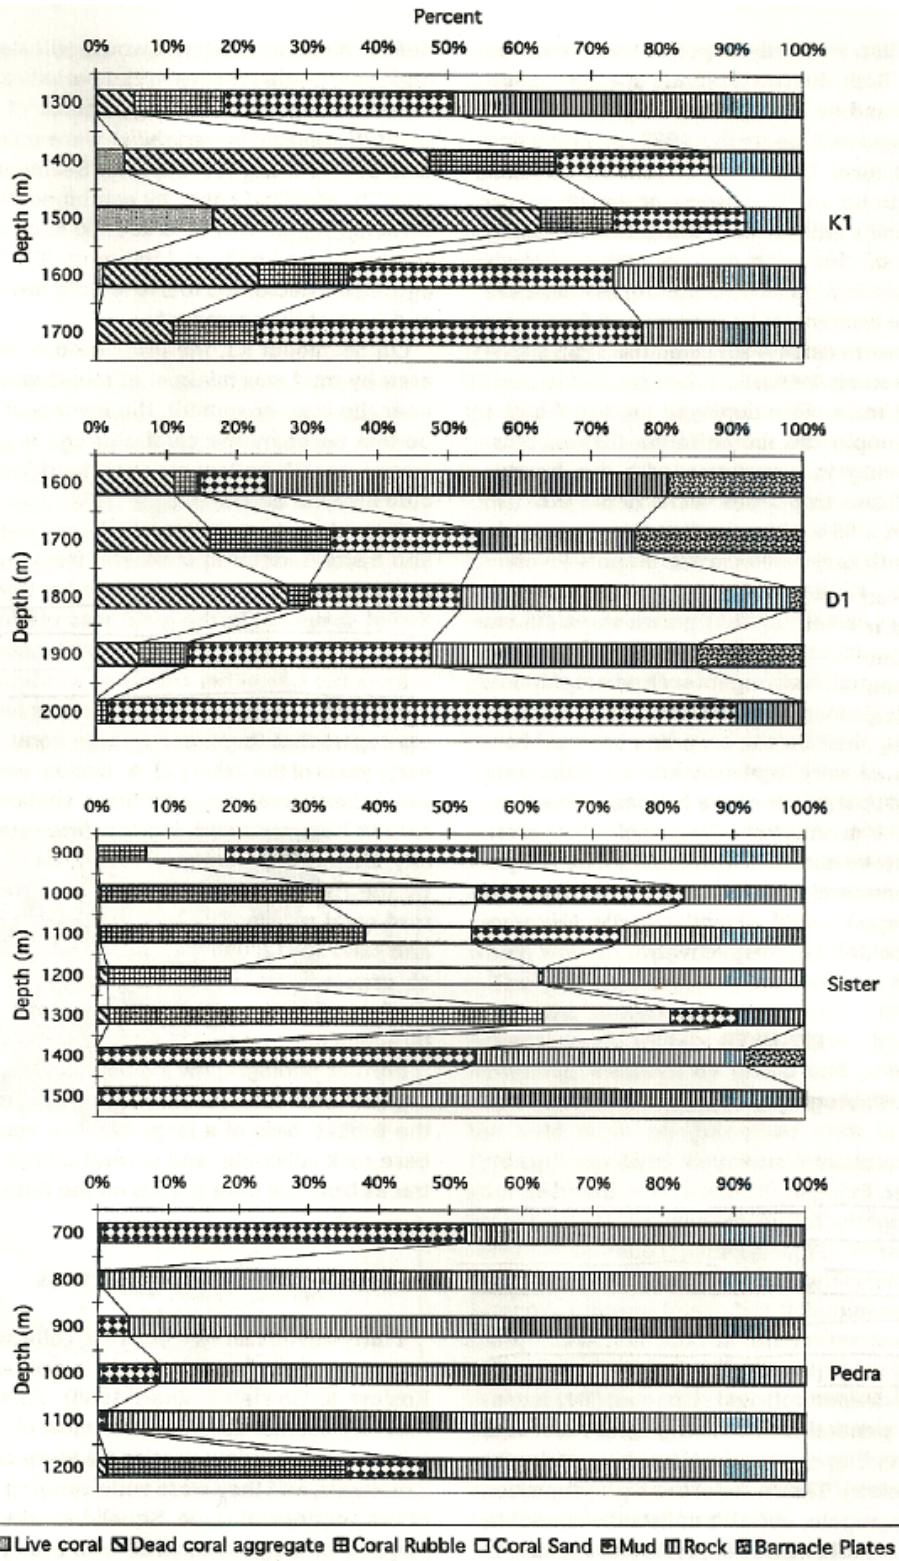 Percent
0% 10% 20% 30% 40% 50% 60% 70% 80% 90% 100%
1300
1400
1500
1600
1700
Depth (m)
K1
0% 10% 20% 30% 40% 50% 60% 70% 80% 90% 100%
1600
1700
1800
1900
2000
Depth (m)
D1
0% 10% 20% 30% 40% 50% 60% 70% 80% 90% 100%
900
1000
1100
1200
1300
1400
1500
Depth (m)
Sister
0% 10% 20% 30% 40% 50% 60% 70% 80% 90% 100%
700
800
900
1000
1100
1200
Depth (m)
Pedra
Live coral Dead coral aggregate Coral Rubble Coral Sand Mud Rock Barnacle Plates